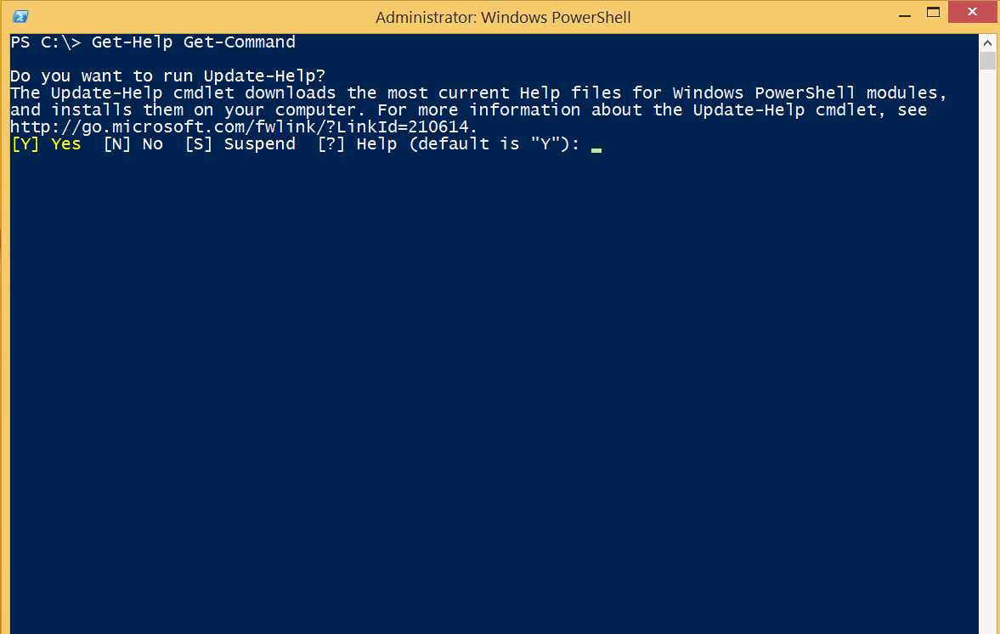 Administrator: Windows PowerShell
PS C:\> Get-Help Get-Command
Do you want to run Update-Help?
The Update-Help cmdlet downloads the most current Help files for Windows PowerShell modules,
and installs them on your computer. For more information about the Update-Help cmdlet, see
http://go.microsoft.com/fwlink/?LinkId=210614.
[Y] Yes  [N] No  [S] Suspend  [?] Help (default is "Y"):